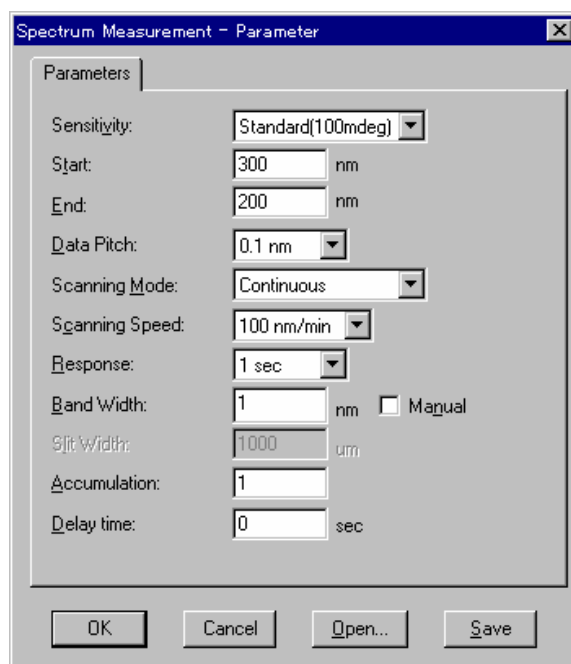 Spectrum Measurement - Parameter
Parameters
Sensitivity: Standard(100mdeg)
Start: 300 nm
End: 200 nm
Data Pitch: 0.1 nm
Scanning Mode: Continuous
Scanning Speed: 100 nm/min
Response: 1 sec
Band Width: 1 nm Manual
Slit Width: 1000 um
Accumulation: 1
Delay time: 0 sec
OK Cancel Open... Save